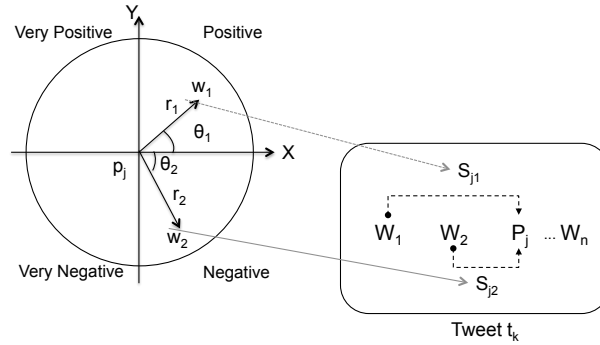 Y
Very Positive
Positive
w1
r1
θ1
X
pj
θ2
r2
w2
Very Negative
Negative
Sj1
W1 W2 Pj ... Wn
Sj2
Tweet tk